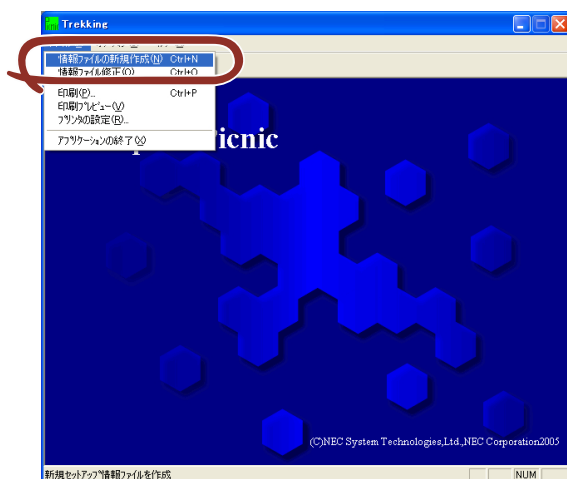 Trekking
情報ファイルの新規作成(N) Ctrl+N
情報ファイル修正(O) Ctrl+O
印刷(P)... Ctrl+P
印刷プレビュー(V)
プリンタの設定(R)...
アプリケーションの終了(X)
icnic
(C)NEC System Technologies,Ltd.,NEC Corporation2005
新規セットアップ情報ファイルを作成
NUM